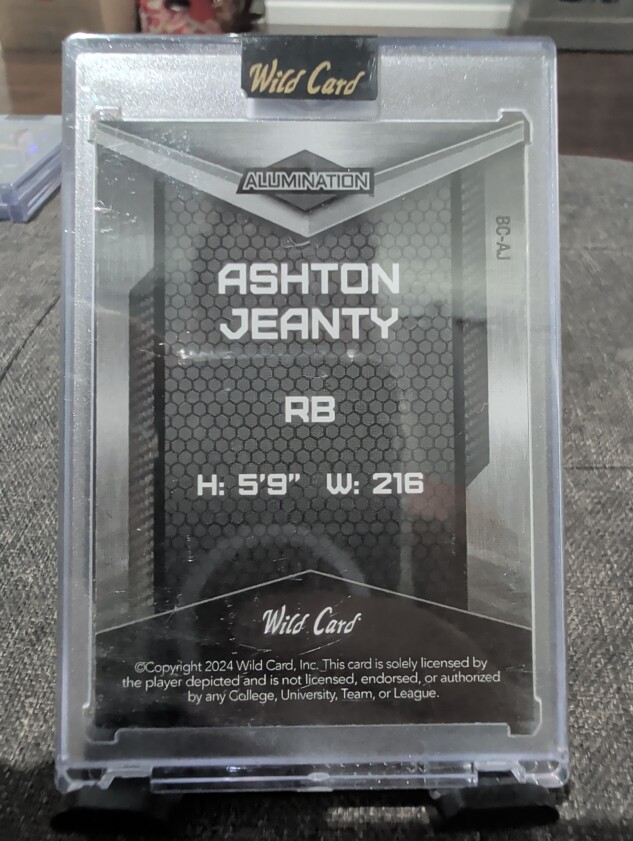 Wild Card
ALUMINATION
BC-AJ
ASHTON
JEANTY
RB
H: 5'9" W: 216
Wild Card
©Copyright 2024 Wild Card, Inc. This card is solely licensed by
the player depicted and is not licensed, endorsed, or authorized
by any College, University, Team, or League.